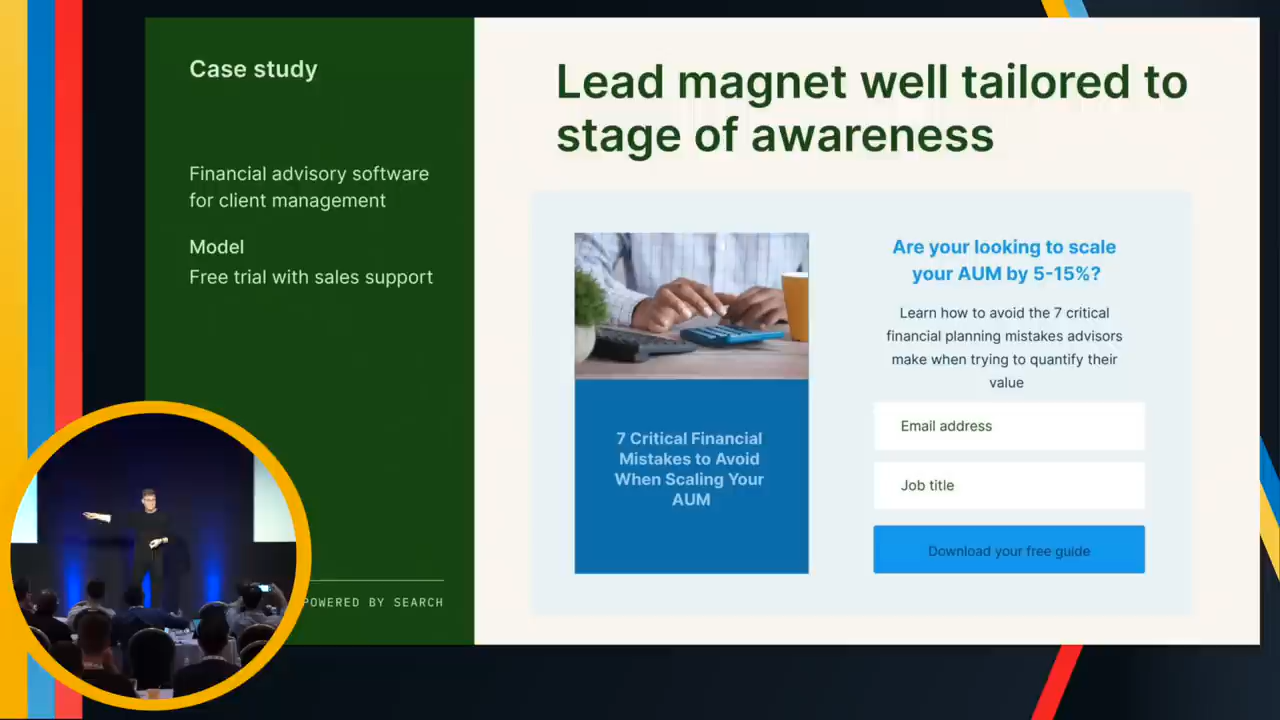 Case study
Financial advisory software
for client management
Model
Free trial with sales support
POWERED BY SEARCH
Lead magnet well tailored to
stage of awareness
7 Critical Financial
Mistakes to Avoid
When Scaling Your
AUM
Are your looking to scale
your AUM by 5-15%?
Learn how to avoid the 7 critical
financial planning mistakes advisors
make when trying to quantify their
value
Email address
Job title
Download your free guide